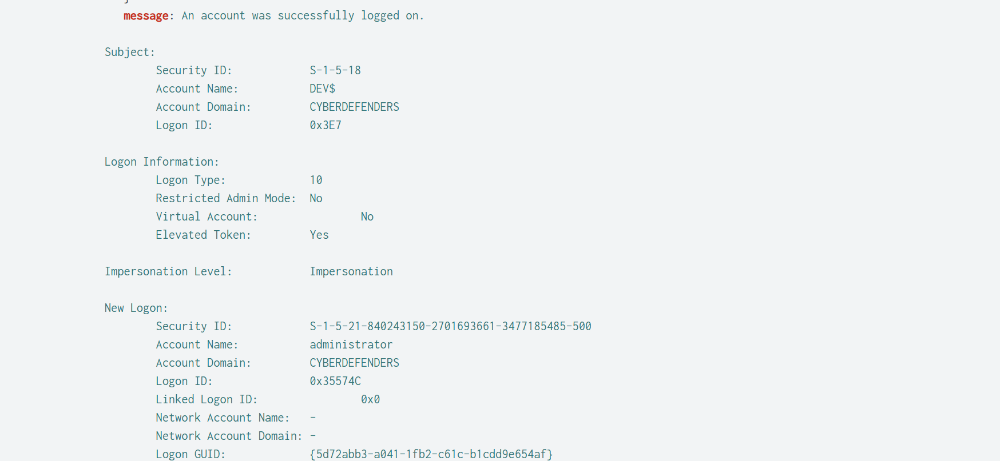 message: An account was successfully logged on.
Subject:
Security ID: S-1-5-18
Account Name: DEV$
Account Domain: CYBERDEFENDERS
Logon ID: 0x3E7
Logon Information:
Logon Type: 10
Restricted Admin Mode: No
Virtual Account: No
Elevated Token: Yes
Impersonation Level: Impersonation
New Logon:
Security ID: S-1-5-21-840243150-2701693661-3477185485-500
Account Name: administrator
Account Domain: CYBERDEFENDERS
Logon ID: 0x35574C
Linked Logon ID: 0x0
Network Account Name: -
Network Account Domain: -
Logon GUID: {5d72abb3-a041-1fb2-c61c-b1cdd9e654af}